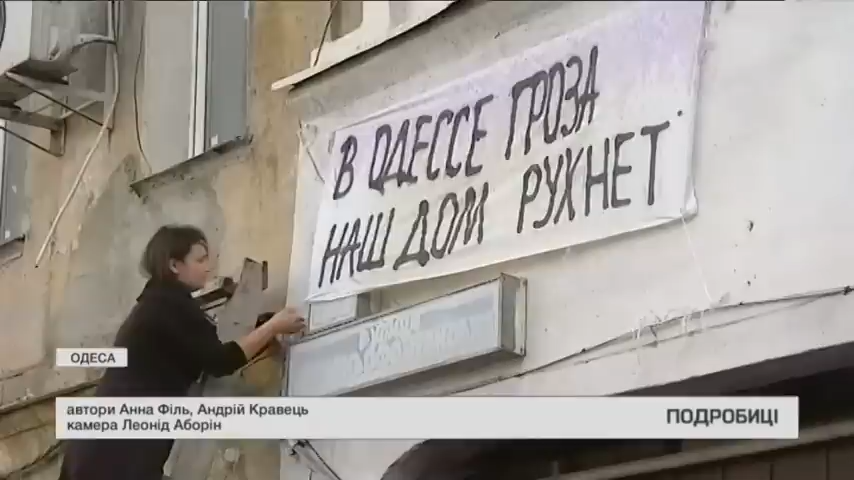 В ОДЕССЕ ГРОЗА
НАШ ДОМ РУХНЕТ.
ОДЕСА
автори Анна Філь, Андрій Кравець
камера Леонід Аборін
ПОДРОБИЦІ